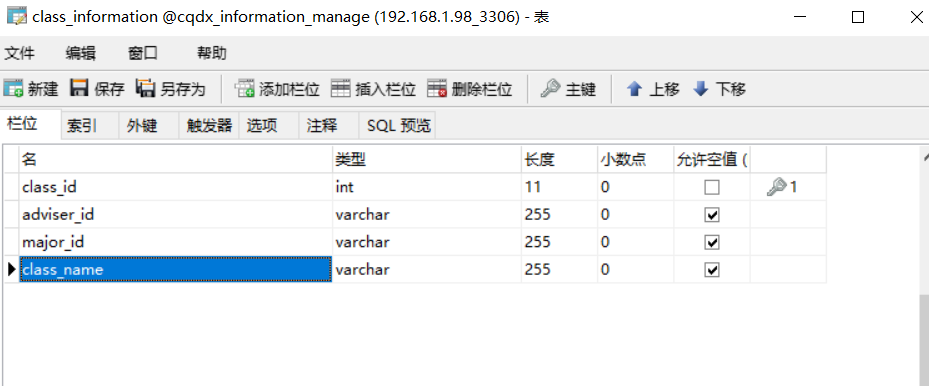 class_information @cqdx_information_manage (192.168.1.98_3306) - 表
文件 编辑 窗口 帮助
新建 保存 另存为 添加栏位 插入栏位 删除栏位 主键 上移 下移
栏位 索引 外键 触发器 选项 注释 SQL 预览
名 类型 长度 小数点 允许空值 (
class_id int 11 0 1
adviser_id varchar 255 0
major_id varchar 255 0
class_name varchar 255 0